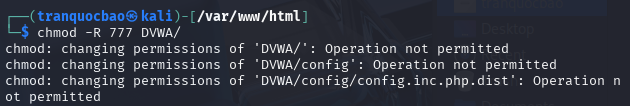 ┌──(tranquocbao㉿kali)-[/var/www/html]
└─$ chmod -R 777 DVWA/
chmod: changing permissions of 'DVWA/': Operation not permitted
chmod: changing permissions of 'DVWA/config': Operation not permitted
chmod: changing permissions of 'DVWA/config/config.inc.php.dist': Operation n
ot permitted
tranquocbao
Desktop